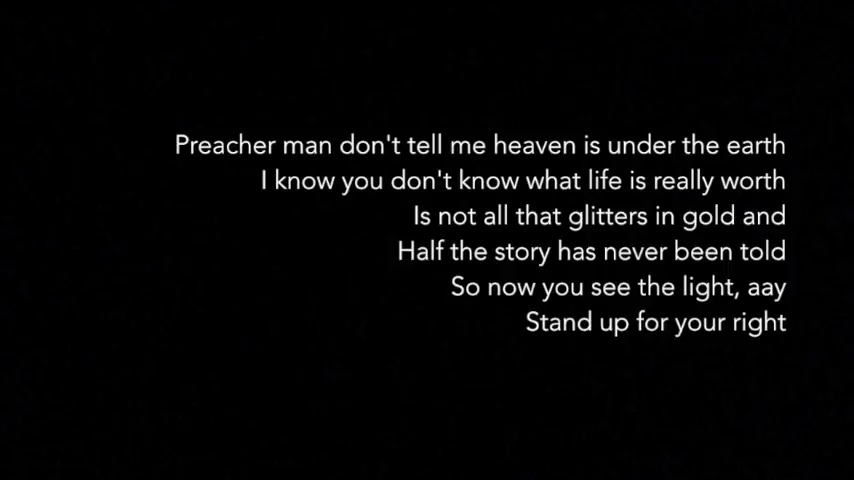 Preacher man don't tell me heaven is under the earth
I know you don't know what life is really worth
Is not all that glitters in gold and
Half the story has never been told
So now you see the light, aay
Stand up for your right